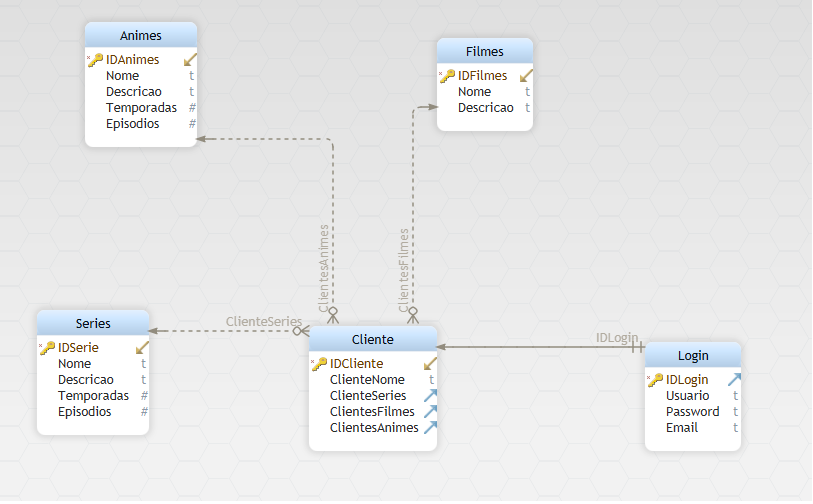 Animes
IDAnimes
Nome t
Descricao t
Temporadas #
Episodios #
Filmes
IDFilmes
Nome t
Descricao t
ClientesAnimes
ClientesFilmes
ClienteSeries
IDLogin
Series
IDSerie
Nome t
Descricao t
Temporadas #
Episodios #
Cliente
IDCliente
ClienteNome t
ClienteSeries
ClientesFilmes
ClientesAnimes
Login
IDLogin
Usuario t
Password t
Email t